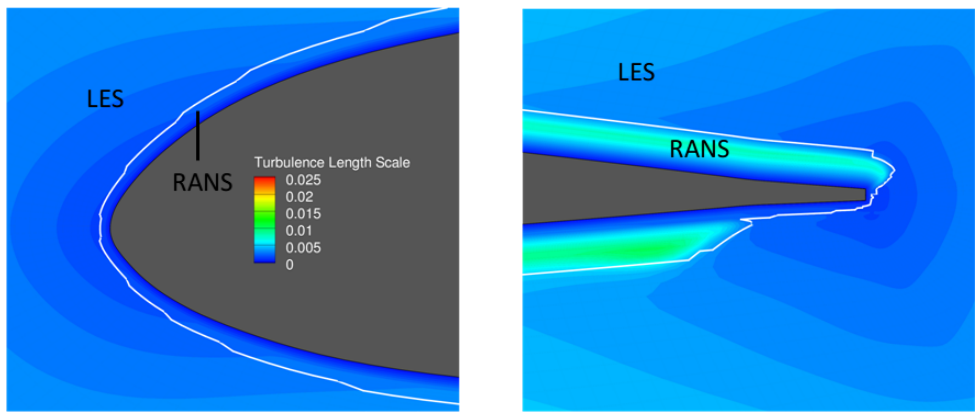 LES
RANS
Turbulence Length Scale
0.025
0.02
0.015
0.01
0.005
0
LES
RANS